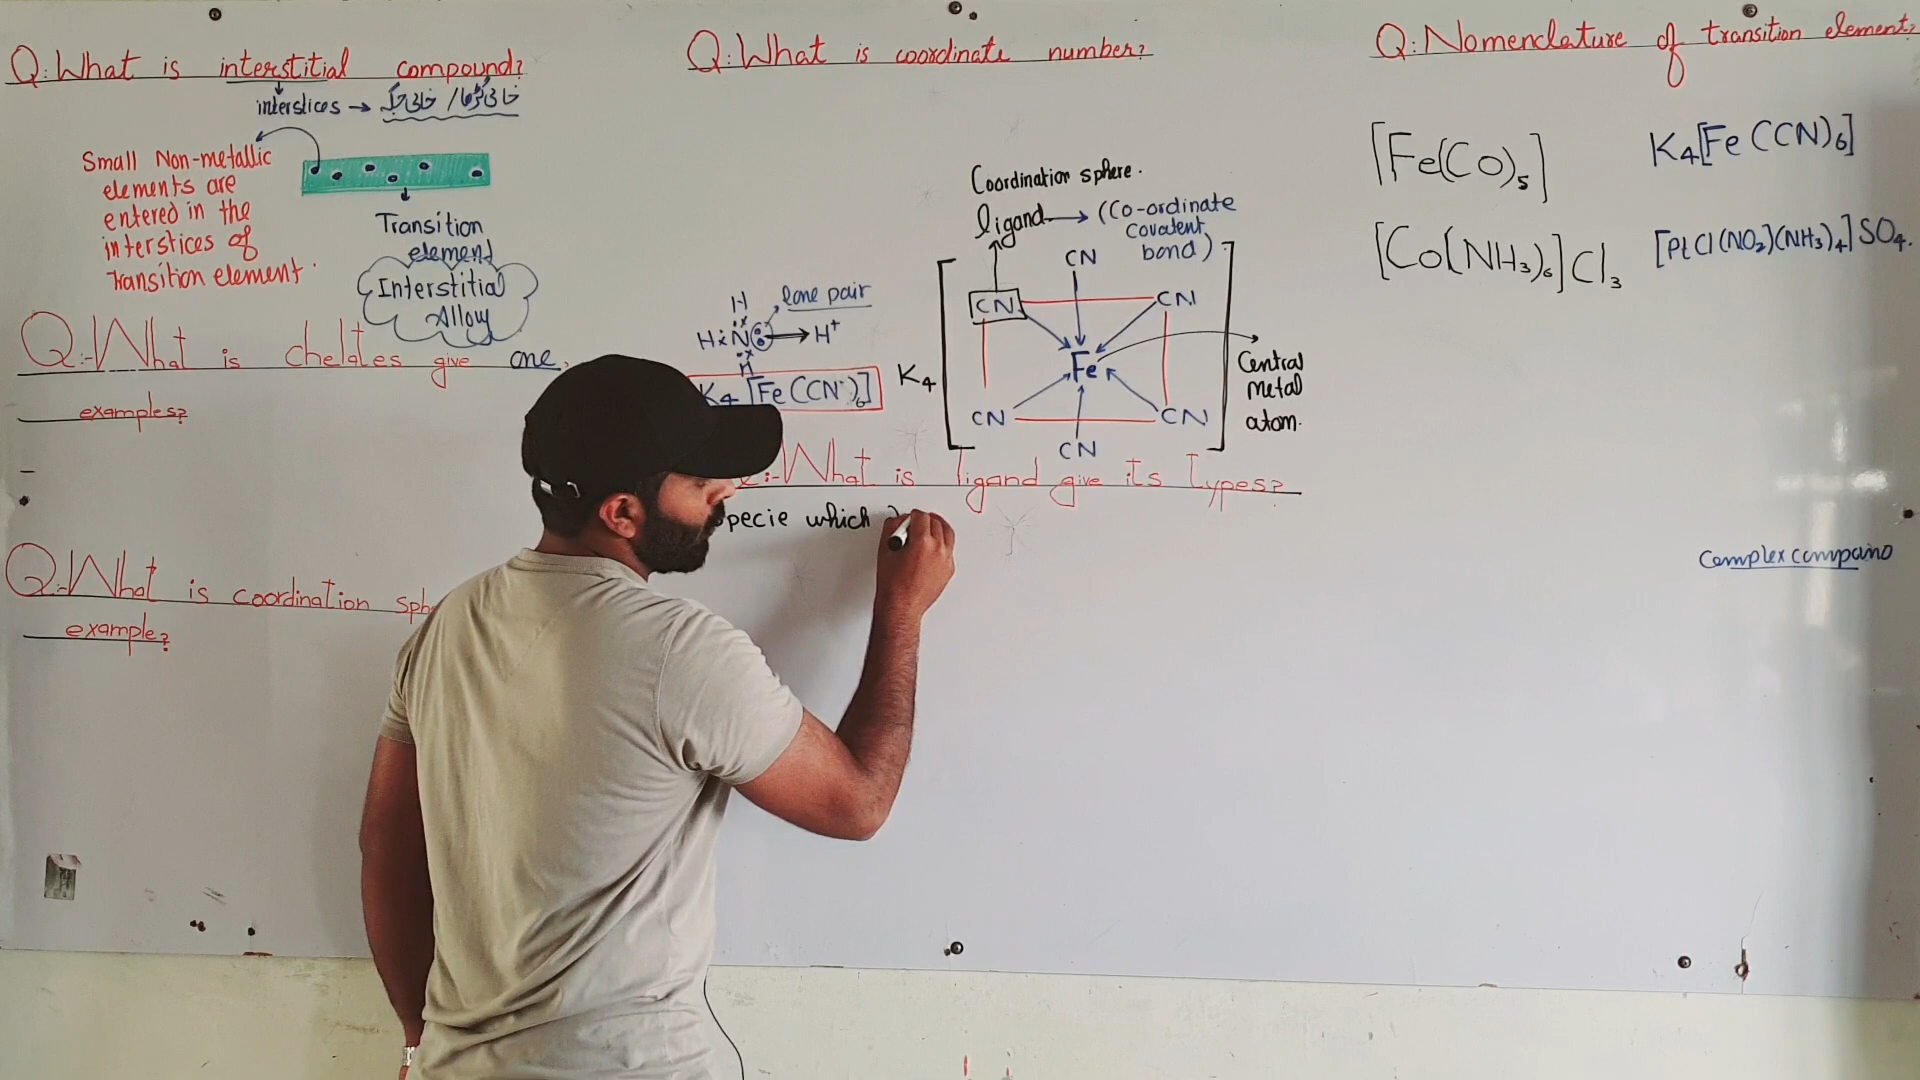 Q:What is interstitial compound?
interstices → خالی جگہ / خالی گڑھا
Small Non-metallic
elements are
entered in the
interstices of
transition element.
Transition
element
Interstitial
Alloy
Q:-What is chelates give one
examples?
Q:-What is coordination
example?
Q:What is coordinate number?
Coordination sphere.
ligand → (Co-ordinate
covalent
bond)
H
lone pair
H N → H+
H
K4 [Fe(CN)6]
K4
CN
CN
CN
Fe
CN
CN
CN
Central
metal
atom.
What is ligand give its Types?
specie which
Q:Nomenclature of transition element?
[Fe(Co)5]
K4[Fe(CN)6]
[Co(NH3)6]Cl3
[PtCl(NO2)(NH3)4]SO4.